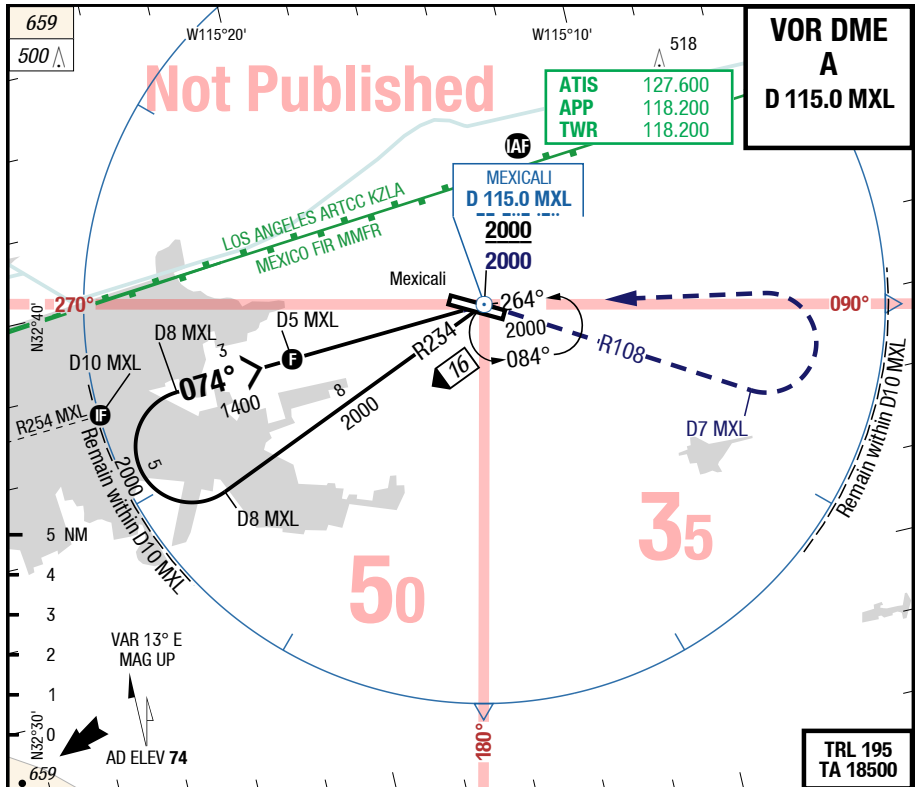 659
500
W115°20'
W115°10'
518
VOR DME
A
D 115.0 MXL
Not Published
ATIS 127.600
APP 118.200
TWR 118.200
IAF
MEXICALI
D 115.0 MXL
2000
2000
LOS ANGELES ARTCC KZLA
MEXICO FIR MMFR
Mexicali
270°
264°
090°
N32°40'
2000
084°
R108
D5 MXL
D8 MXL
3
F
R234
16
D10 MXL
074°
1400
8
2000
R254 MXL
IF
D7 MXL
Remain within D10 MXL
2000
5
D8 MXL
Remain within D10 MXL
35
50
5 NM
4
3
2
1
0
VAR 13° E
MAG UP
N32°30'
AD ELEV 74
180°
659
TRL 195
TA 18500